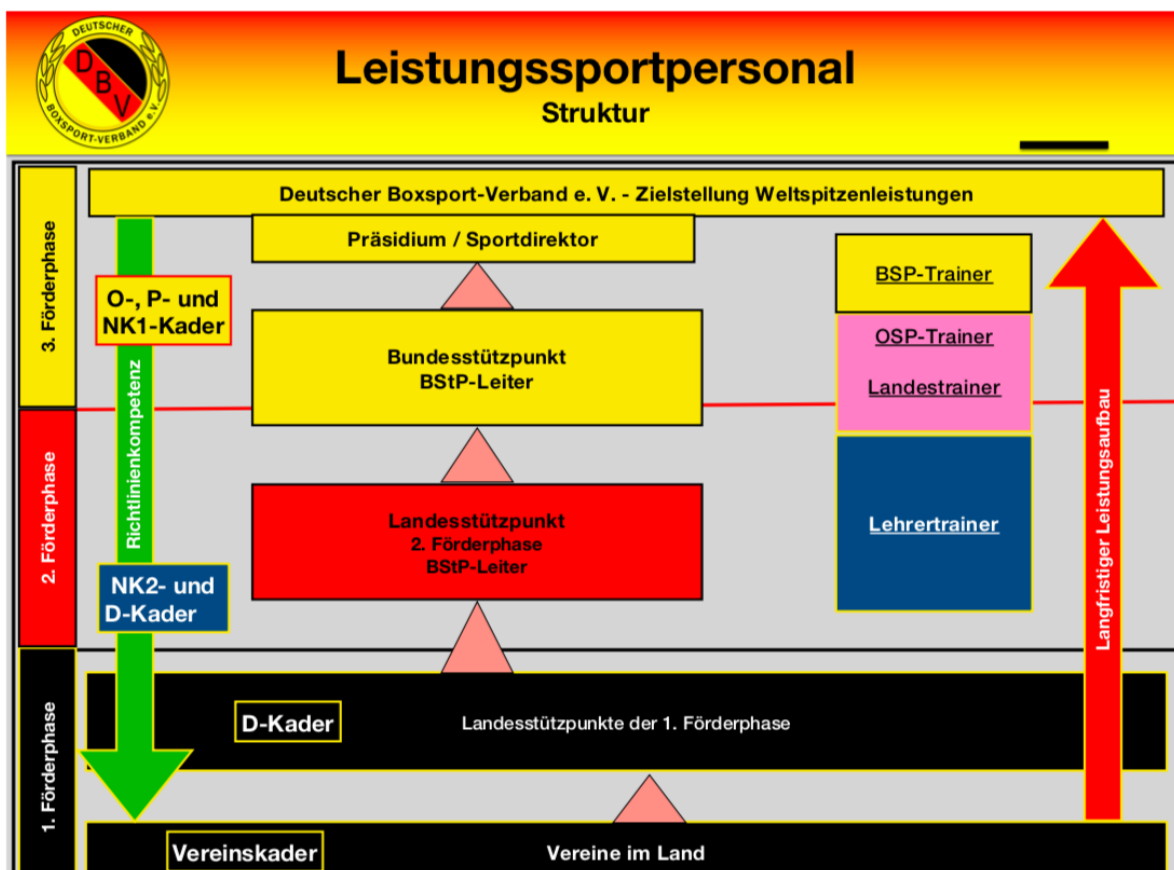 DEUTSCHER
DBV
BOXSPORT-VERBAND e.V.
Leistungssportpersonal
Struktur
3. Förderphase
Deutscher Boxsport-Verband e. V. - Zielstellung Weltspitzenleistungen
Präsidium / Sportdirektor
O-, P- und
NK1-Kader
Bundesstützpunkt
BStP-Leiter
BSP-Trainer
OSP-Trainer
Landestrainer
Richtlinienkompetenz
Langfristiger Leistungsaufbau
2. Förderphase
Landesstützpunkt
2. Förderphase
BStP-Leiter
Lehrertrainer
NK2- und
D-Kader
1. Förderphase
D-Kader
Landesstützpunkte der 1. Förderphase
Vereinskader
Vereine im Land